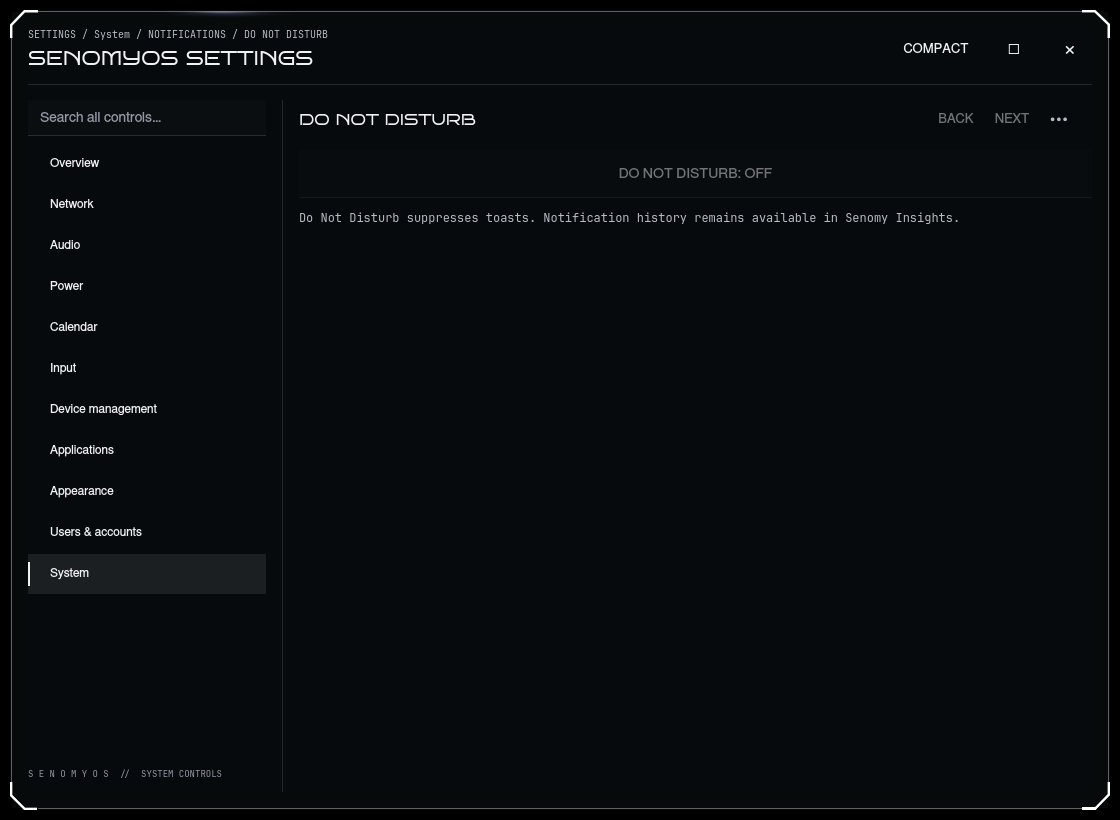 SETTINGS / System / NOTIFICATIONS / DO NOT DISTURB
SENOMYOS SETTINGS
COMPACT
Search all controls...
DO NOT DISTURB
BACK NEXT
DO NOT DISTURB: OFF
Do Not Disturb suppresses toasts. Notification history remains available in Senomy Insights.
Overview
Network
Audio
Power
Calendar
Input
Device management
Applications
Appearance
Users & accounts
System
SENOMYOS // SYSTEM CONTROLS